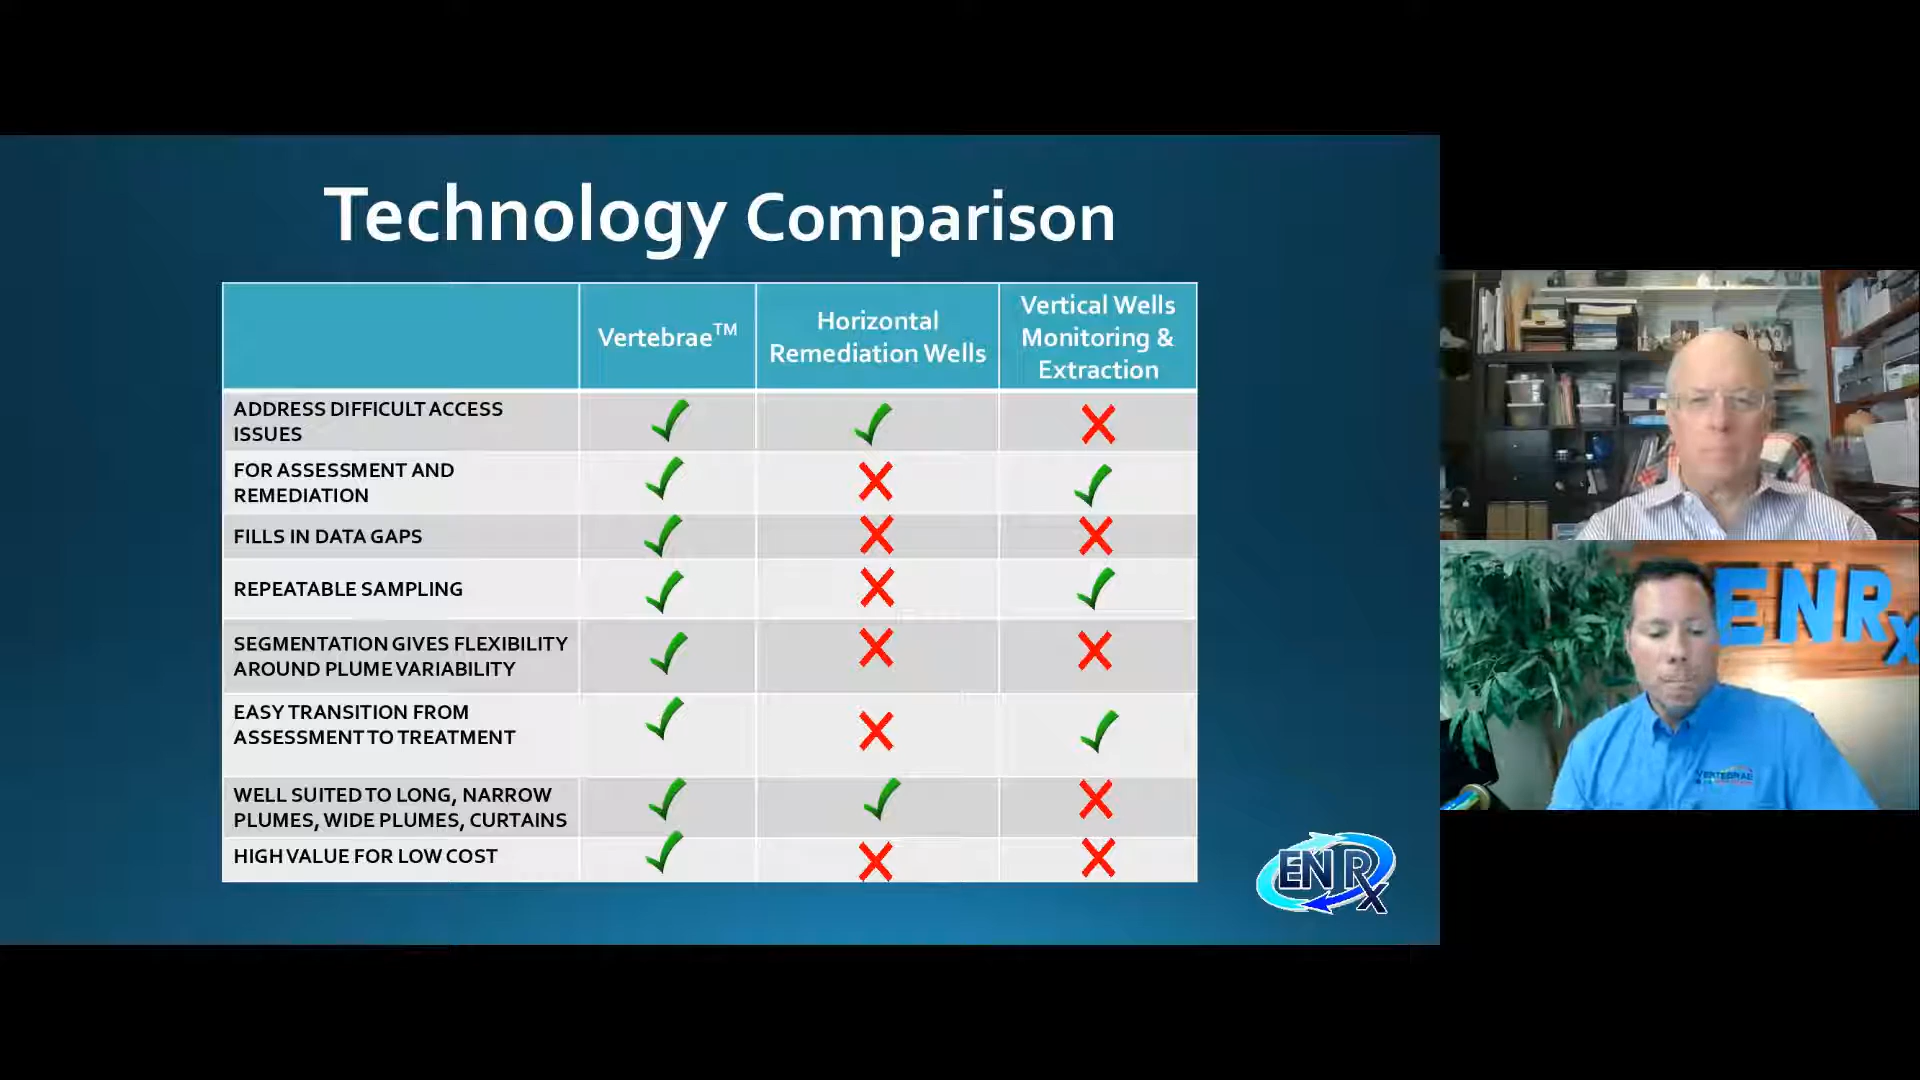 Technology Comparison
Vertebrae™
Horizontal
Remediation Wells
Vertical Wells
Monitoring &
Extraction
ADDRESS DIFFICULT ACCESS
ISSUES
FOR ASSESSMENT AND
REMEDIATION
FILLS IN DATA GAPS
REPEATABLE SAMPLING
SEGMENTATION GIVES FLEXIBILITY
AROUND PLUME VARIABILITY
EASY TRANSITION FROM
ASSESSMENT TO TREATMENT
WELL SUITED TO LONG, NARROW
PLUMES, WIDE PLUMES, CURTAINS
HIGH VALUE FOR LOW COST
ENRx
ENRx
VERTEBRAE